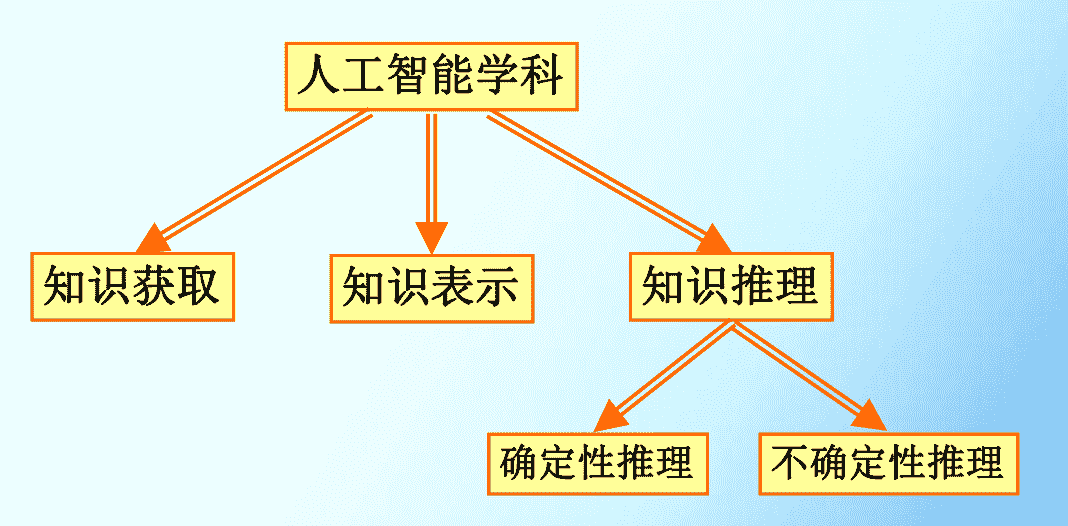 人工智能学科
知识获取
知识表示
知识推理
确定性推理
不确定性推理